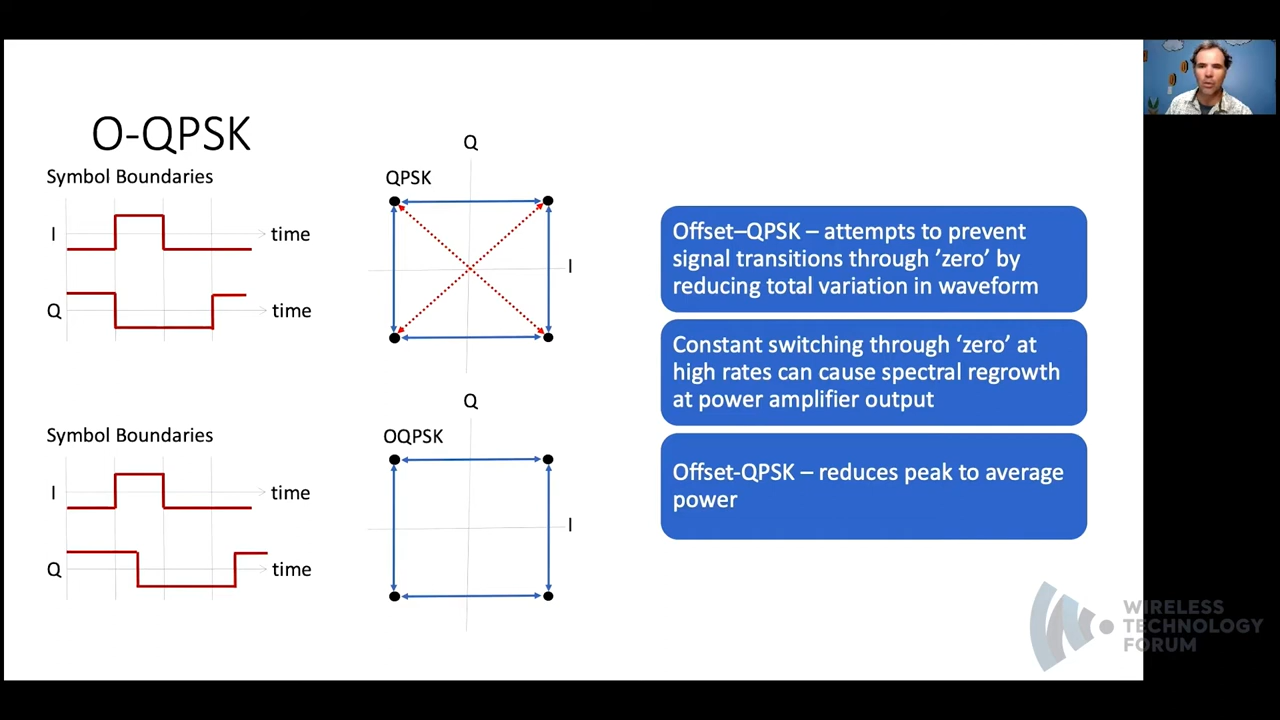 O-QPSK
Symbol Boundaries
I
time
Q
time
Q
QPSK
I
Symbol Boundaries
I
time
Q
time
Q
OQPSK
I
Offset–QPSK – attempts to prevent
signal transitions through ’zero’ by
reducing total variation in waveform
Constant switching through ‘zero’ at
high rates can cause spectral regrowth
at power amplifier output
Offset-QPSK – reduces peak to average
power
WIRELESS
TECHNOLOGY
FORUM